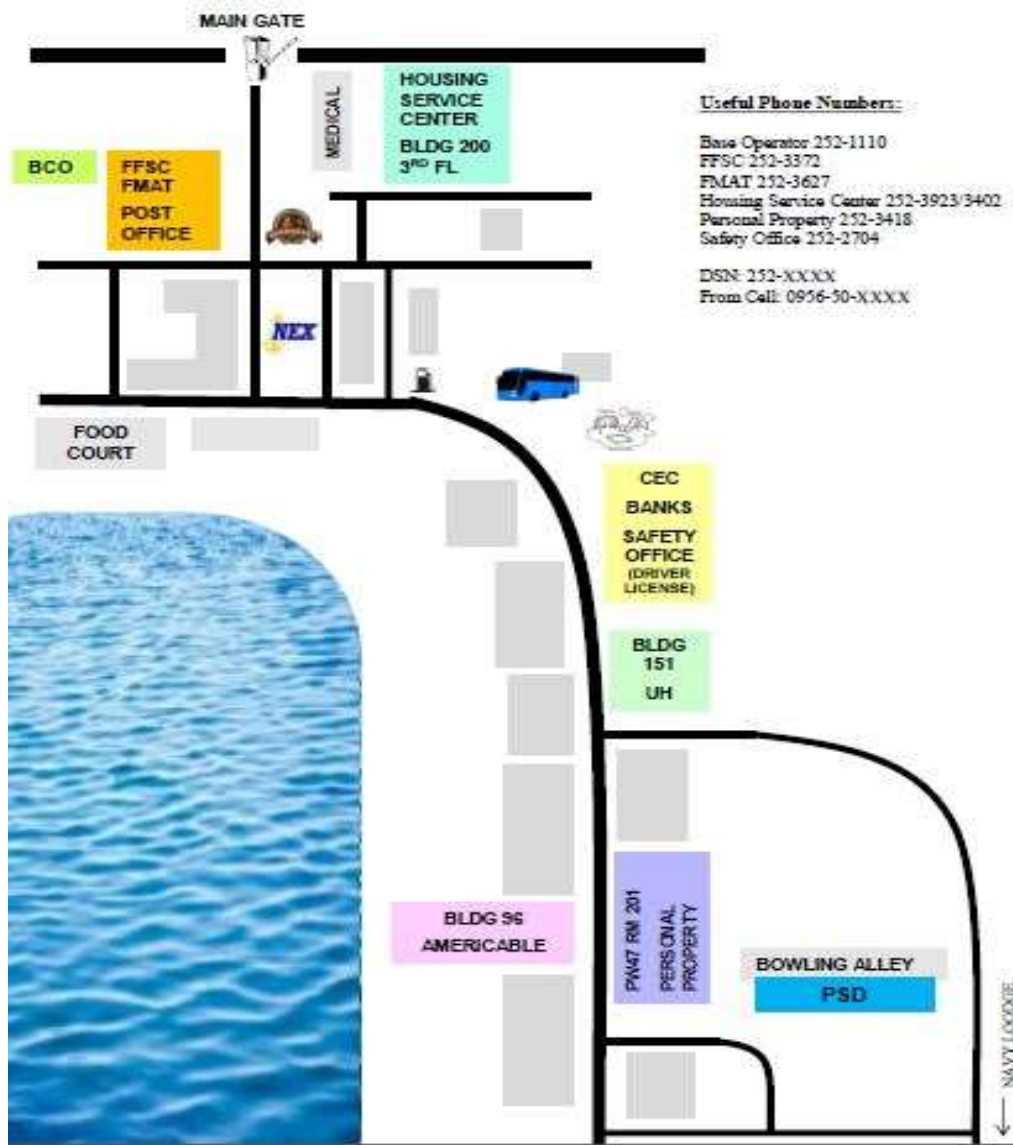 MAIN GATE
MEDICAL
HOUSING
SERVICE
CENTER
BLDG 200
3RD FL
BCO
FFSC
FMAT
POST
OFFICE
Useful Phone Numbers:
Base Operator 252-1110
FFSC 252-3372
FMAT 252-3627
Housing Service Center 252-3923/3402
Personal Property 252-3418
Safety Office 252-2704
DSN: 252-XXXX
From Cell: 0956-50-XXXX
NEX
FOOD
COURT
CEC
BANKS
SAFETY
OFFICE
(DRIVER
LICENSE)
BLDG
151
UH
BLDG 96
AMERICABLE
PW47 RM 201
PERSONAL
PROPERTY
BOWLING ALLEY
PSD
NAVY LODGE